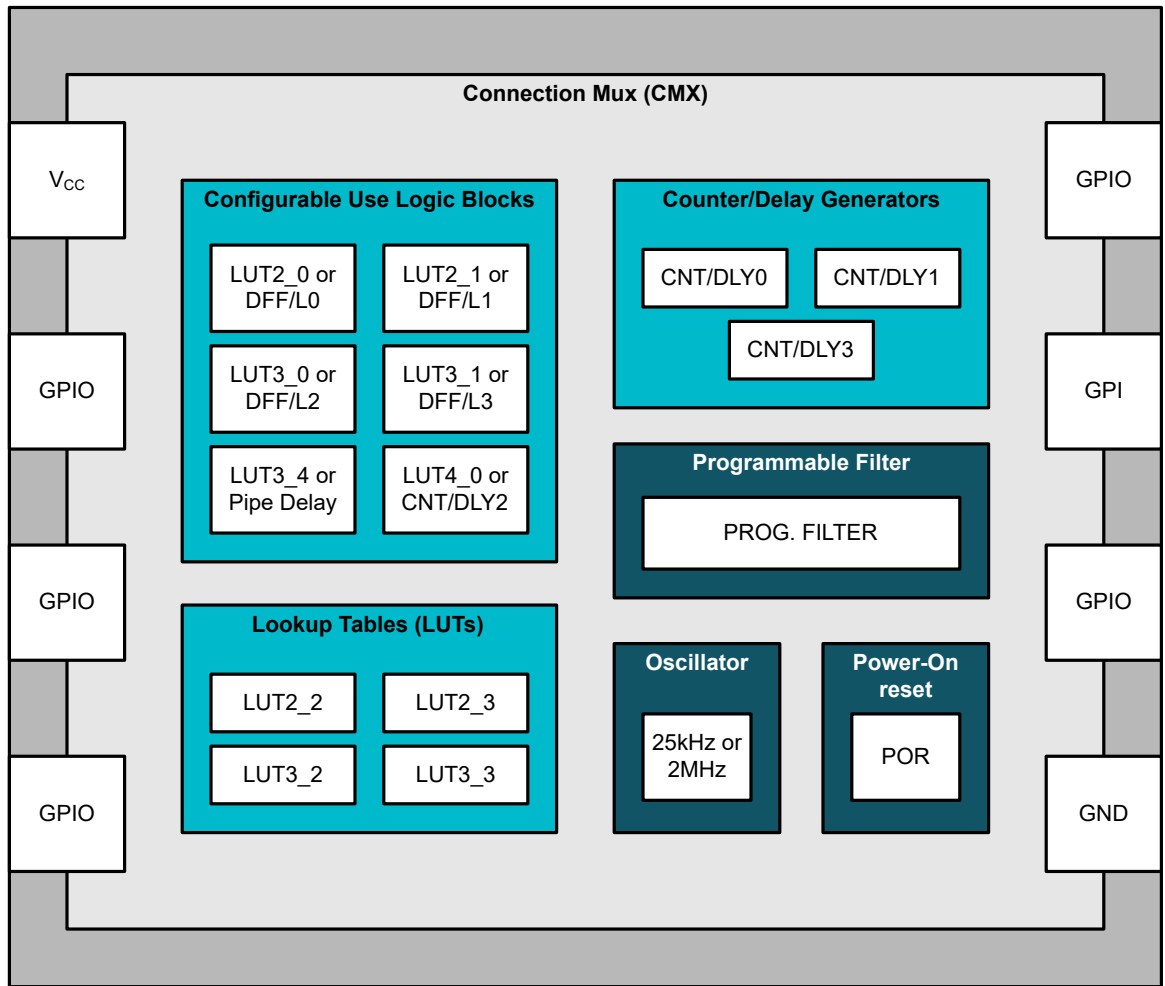 Connection Mux (CMX)
VCC
GPIO
GPIO
GPIO
Configurable Use Logic Blocks
LUT2_0 or
DFF/L0
LUT2_1 or
DFF/L1
LUT3_0 or
DFF/L2
LUT3_1 or
DFF/L3
LUT3_4 or
Pipe Delay
LUT4_0 or
CNT/DLY2
Lookup Tables (LUTs)
LUT2_2
LUT2_3
LUT3_2
LUT3_3
Counter/Delay Generators
CNT/DLY0
CNT/DLY1
CNT/DLY3
Programmable Filter
PROG. FILTER
Oscillator
25kHz or
2MHz
Power-On
reset
POR
GPIO
GPI
GPIO
GND